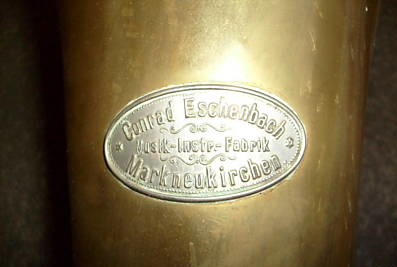 Conrad Eschenbach
Musik-Instr.-Fabrik
Markneukirchen